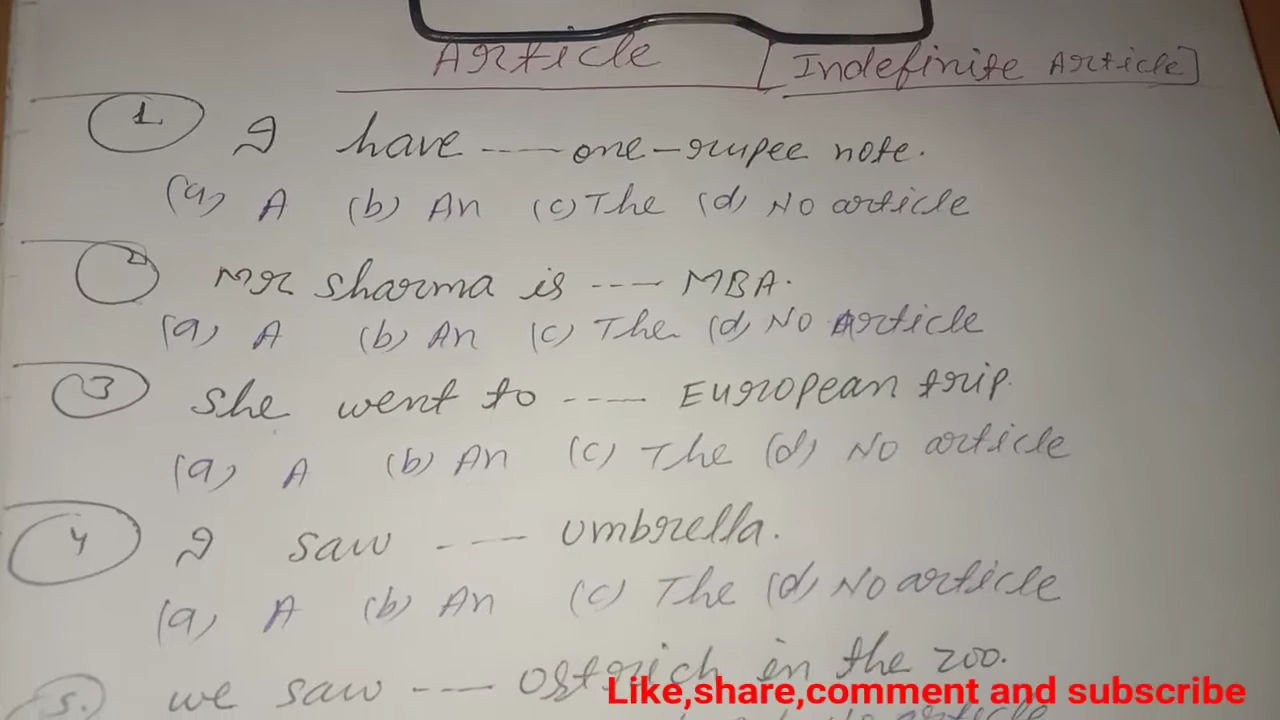 Article [Indefinite Article]
1. I have ---- one-rupee note.
(a) A (b) An (c) The (d) No article
2 Mr sharma is ---- MBA.
(a) A (b) An (c) The (d) No Article
3 she went to ---- European trip.
(a) A (b) An (c) The (d) No article
4 I saw ---- umbrella.
(a) A (b) An (c) The (d) No article
5. we saw ---- ostrich in the zoo.
Like,share,comment and subscribe